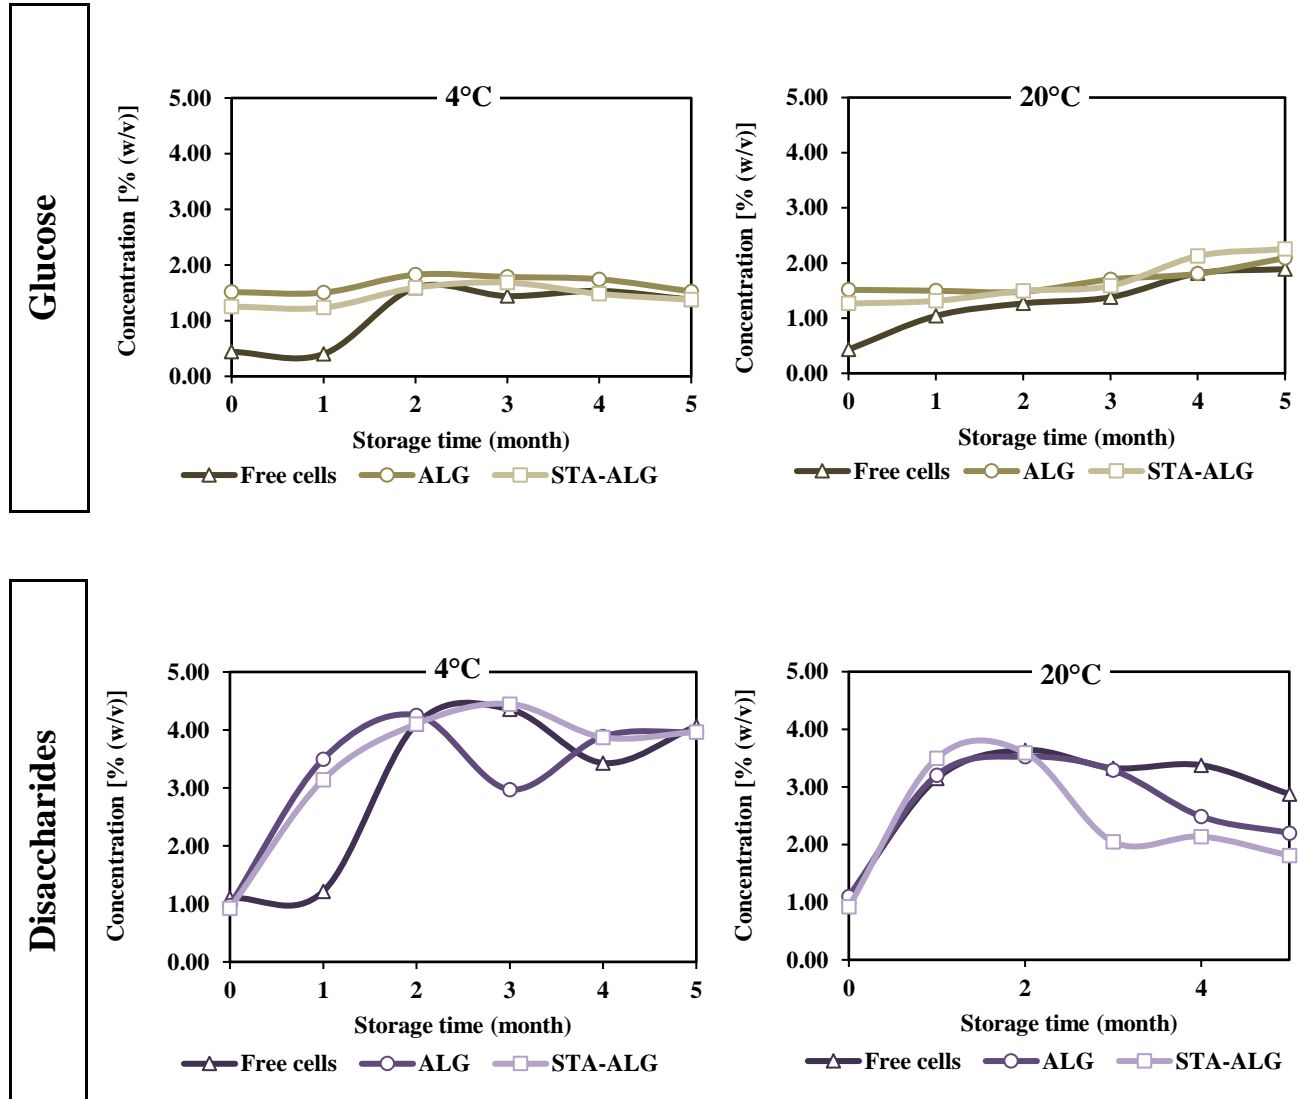 Glucose
4°C
Concentration [% (w/v)]
5.00
4.00
3.00
2.00
1.00
0.00
0 1 2 3 4 5
Storage time (month)
Free cells ALG STA-ALG
20°C
Concentration [% (w/v)]
5.00
4.00
3.00
2.00
1.00
0.00
0 1 2 3 4 5
Storage time (month)
Free cells ALG STA-ALG
Disaccharides
4°C
Concentration [% (w/v)]
5.00
4.00
3.00
2.00
1.00
0.00
0 1 2 3 4 5
Storage time (month)
Free cells ALG STA-ALG
20°C
Concentration [% (w/v)]
5.00
4.00
3.00
2.00
1.00
0.00
0 2 4
Storage time (month)
Free cells ALG STA-ALG